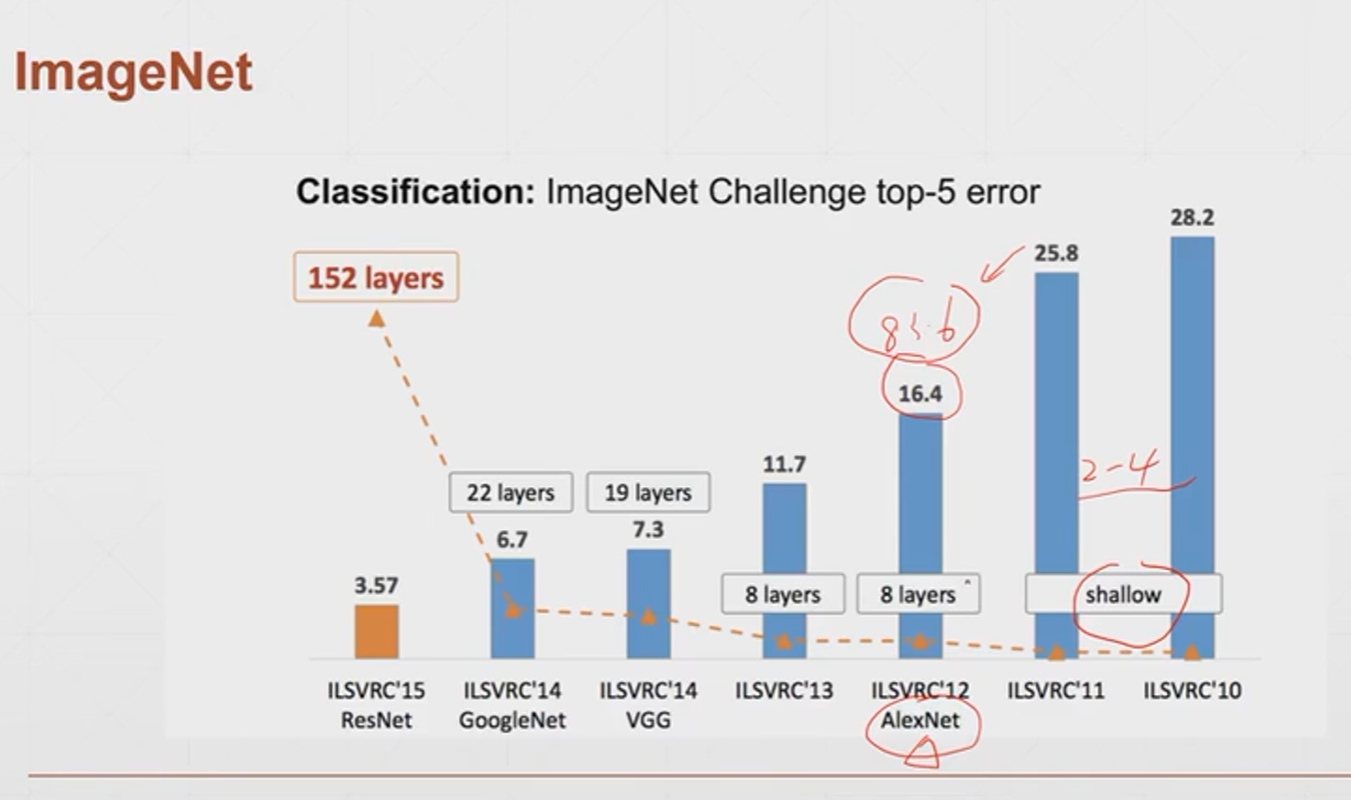 ImageNet
Classification: ImageNet Challenge top-5 error
28.2
25.8
152 layers
16.4
2-4
11.7
22 layers
19 layers
6.7
7.3
3.57
8 layers
8 layers
shallow
ILSVRC'15
ResNet
ILSVRC'14
GoogleNet
ILSVRC'14
VGG
ILSVRC'13
ILSVRC'12
AlexNet
ILSVRC'11
ILSVRC'10